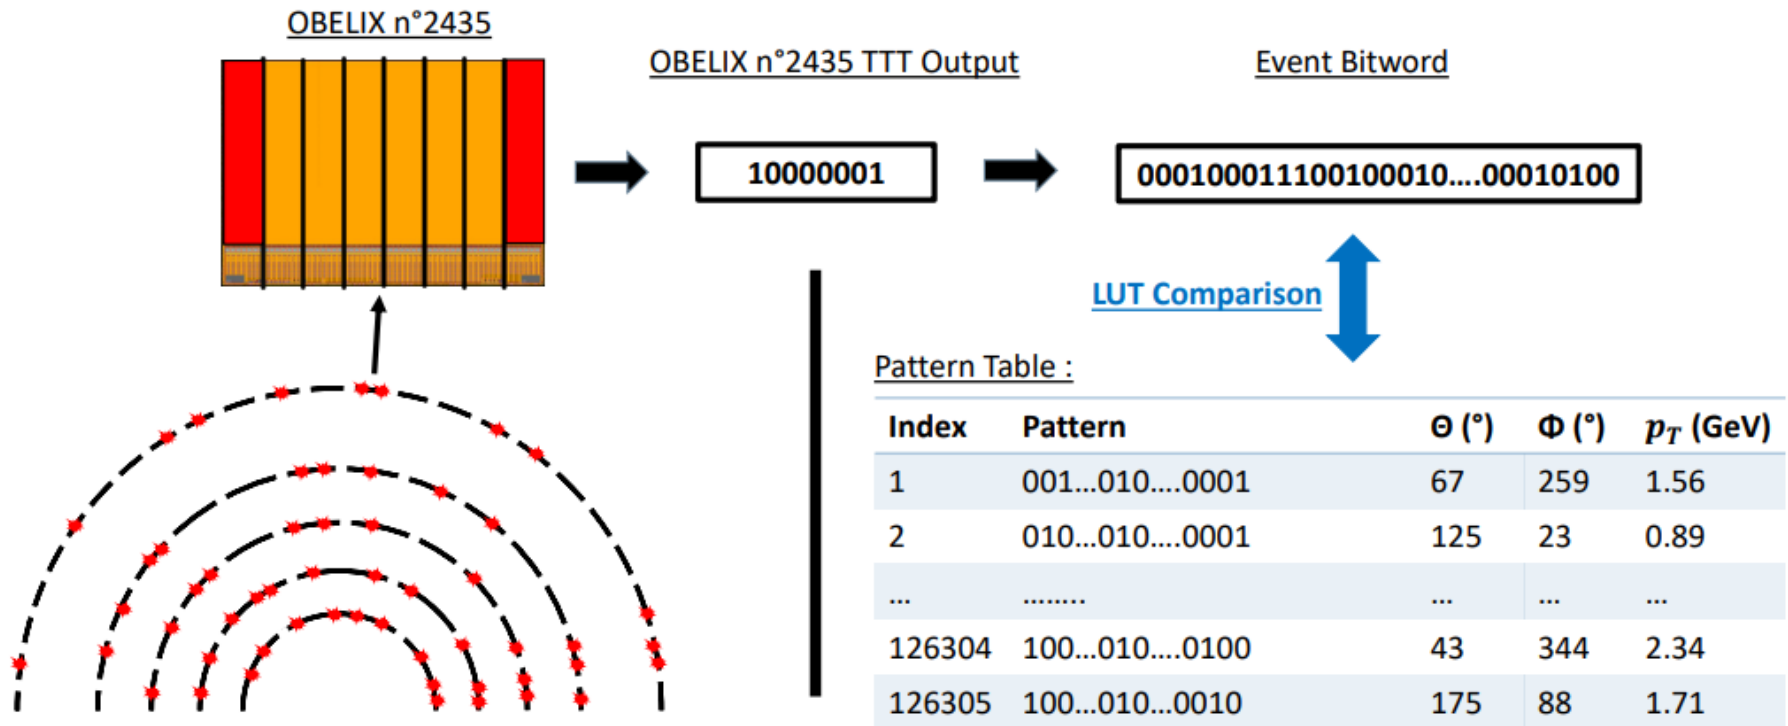 OBELIX n°2435
OBELIX n°2435 TTT Output
Event Bitword
10000001
000100011100100010....00010100
LUT Comparison
Pattern Table :
Index Pattern Θ (°) Φ (°) p_T (GeV)
1 001...010....0001 67 259 1.56
2 010...010....0001 125 23 0.89
... ........ ... ... ...
126304 100...010....0100 43 344 2.34
126305 100...010...0010 175 88 1.71